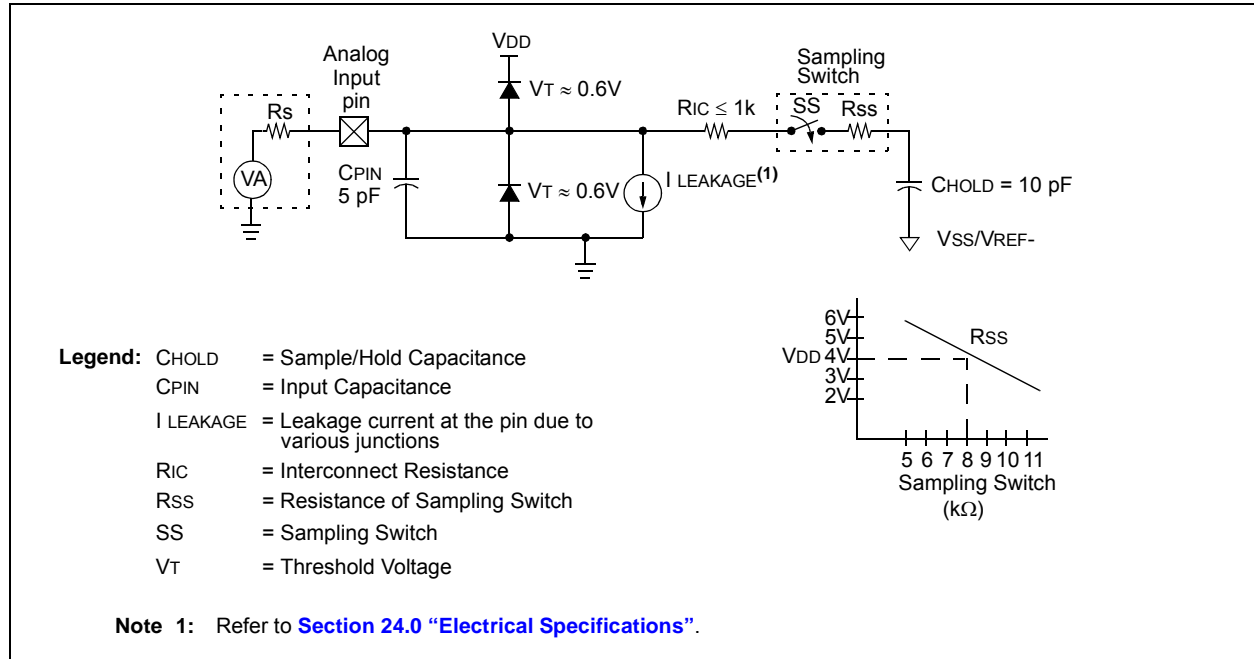 VDD
Analog
Input
pin
Sampling
Switch
VT ≈ 0.6V
Rs
RIC ≤ 1k
SS
Rss
VA
CPIN
5 pF
VT ≈ 0.6V
I LEAKAGE(1)
CHOLD = 10 pF
VSS/VREF-
6V
5V
VDD 4V
3V
2V
RSS
5 6 7 8 9 10 11
Sampling Switch
(kΩ)
Legend: CHOLD = Sample/Hold Capacitance
CPIN = Input Capacitance
I LEAKAGE = Leakage current at the pin due to
various junctions
RIC = Interconnect Resistance
RSS = Resistance of Sampling Switch
SS = Sampling Switch
VT = Threshold Voltage
Note 1: Refer to Section 24.0 “Electrical Specifications”.